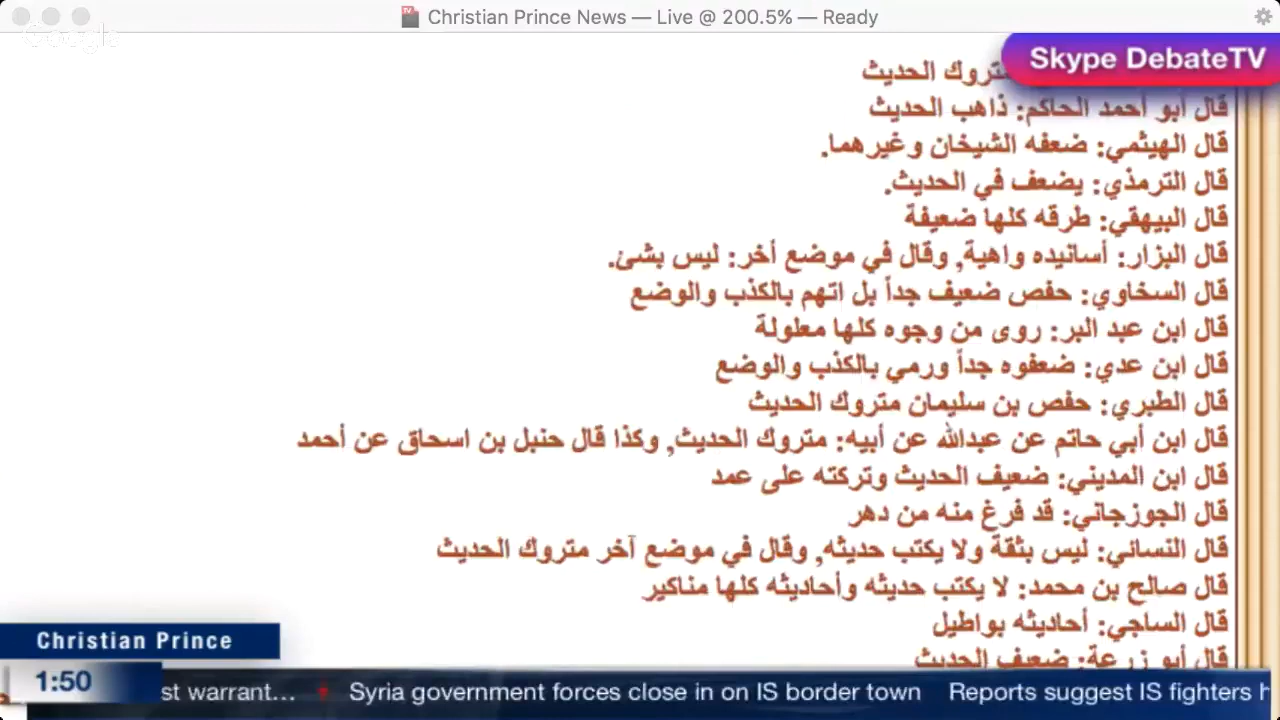 Christian Prince News — Live @ 200.5% — Ready
Google
Skype DebateTV
متروك الحديث
قال أبو أحمد الحاكم: ذاهب الحديث
قال الهيثمي: ضعفه الشيخان وغيرهما.
قال الترمذي: يضعف في الحديث.
قال البيهقي: طرقه كلها ضعيفة
قال البزار: أسانيده واهية, وقال في موضع أخر: ليس بشئ.
قال السخاوي: حفص ضعيف جداً بل اتهم بالكذب والوضع
قال ابن عبد البر: روى من وجوه كلها معلولة
قال ابن عدي: ضعفوه جداً ورمي بالكذب والوضع
قال الطبري: حفص بن سليمان متروك الحديث
قال ابن أبي حاتم عن عبدالله عن أبيه: متروك الحديث, وكذا قال حنبل بن اسحاق عن أحمد
قال ابن المديني: ضعيف الحديث وتركته على عمد
قال الجوزجاني: قد فرغ منه من دهر
قال النسائي: ليس بثقة ولا يكتب حديثه, وقال في موضع آخر متروك الحديث
قال صالح بن محمد: لا يكتب حديثه وأحاديثه كلها مناكير
قال الساجي: أحاديثه بواطيل
قال أبو زرعة: ضعيف الحديث
Christian Prince
1:50
st warrant... Syria government forces close in on IS border town Reports suggest IS fighters h